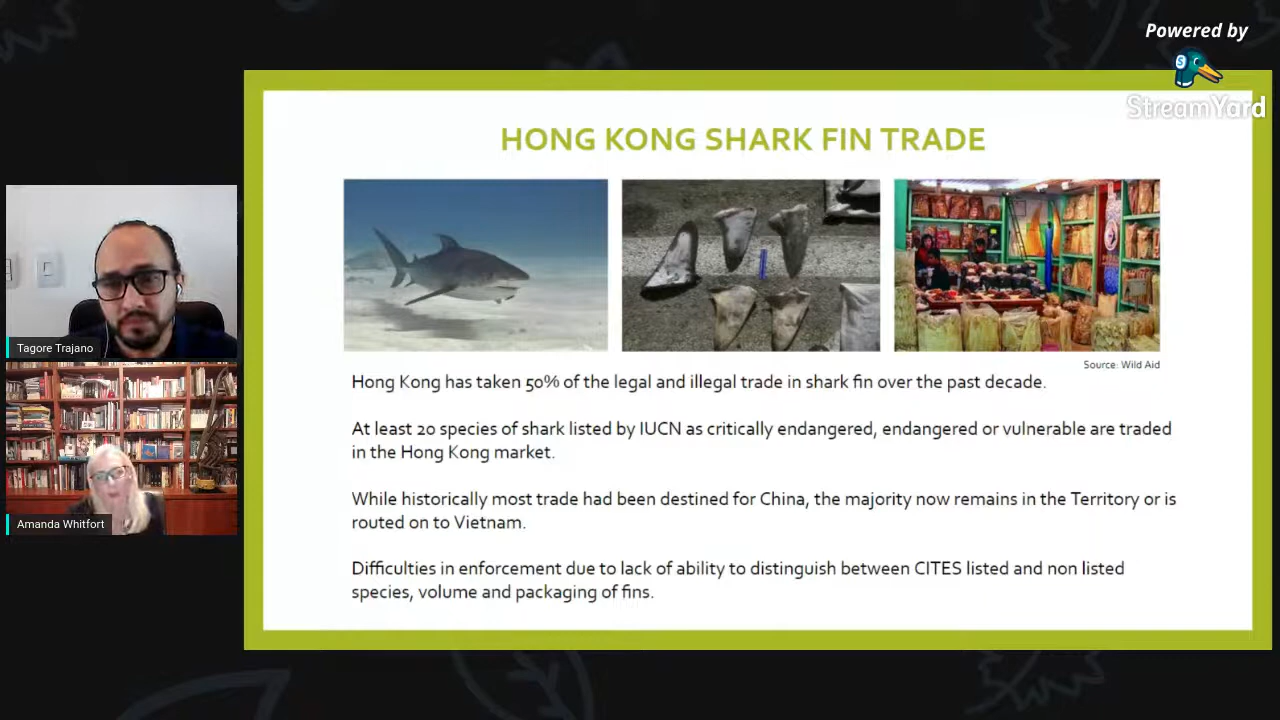 Powered by
StreamYard
HONG KONG SHARK FIN TRADE
Source: Wild Aid
Hong Kong has taken 50% of the legal and illegal trade in shark fin over the past decade.
At least 20 species of shark listed by IUCN as critically endangered, endangered or vulnerable are traded
in the Hong Kong market.
While historically most trade had been destined for China, the majority now remains in the Territory or is
routed on to Vietnam.
Difficulties in enforcement due to lack of ability to distinguish between CITES listed and non listed
species, volume and packaging of fins.
Tagore Trajano
Amanda Whitfort